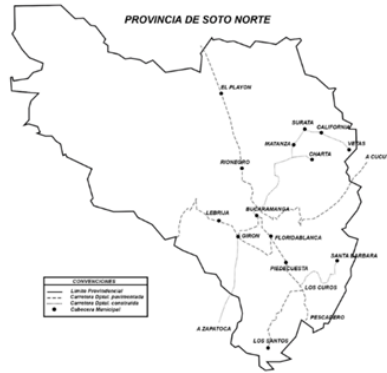 PROVINCIA DE SOTO NORTE
EL PLAYON
SURATA
CALIFORNIA
MATANZA
VETAS
CHARTA
A CUCU
RIONEGRO
LEBRIJA
BUCARAMANGA
GIRON
FLORIDABLANCA
PIEDECUESTA
SANTA BARBARA
LOS CUROS
A ZAPATOCA
PESCADERO
LOS SANTOS
CONVENCIONES
Limite Provindencial
Carretera Dptal. pavimentada
Carretera Dptal. construida
Cabecera Municipal